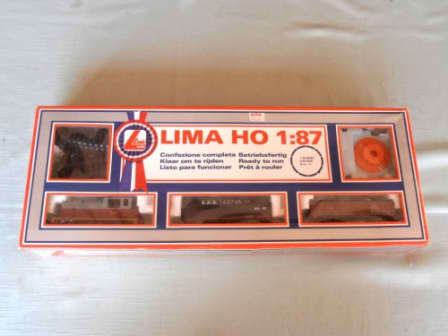 LIMA HO 1:87
Confezione completa Betriebsfertig
Klaar om te rijden Ready to run
Listo para funcionar Prêt à rouler